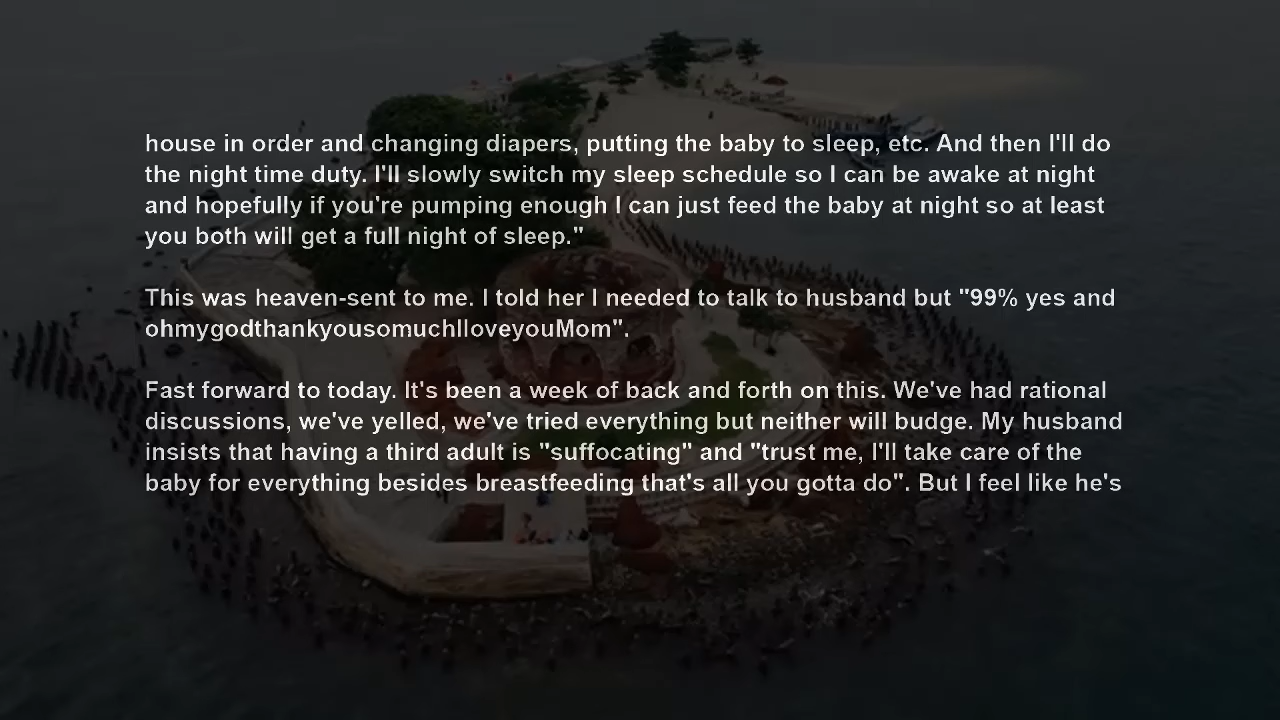 house in order and changing diapers, putting the baby to sleep, etc. And then I'll do
the night time duty. I'll slowly switch my sleep schedule so I can be awake at night
and hopefully if you're pumping enough I can just feed the baby at night so at least
you both will get a full night of sleep."
This was heaven-sent to me. I told her I needed to talk to husband but "99% yes and
ohmygodthankyousomuchIloveyouMom".
Fast forward to today. It's been a week of back and forth on this. We've had rational
discussions, we've yelled, we've tried everything but neither will budge. My husband
insists that having a third adult is "suffocating" and "trust me, I'll take care of the
baby for everything besides breastfeeding that's all you gotta do". But I feel like he's